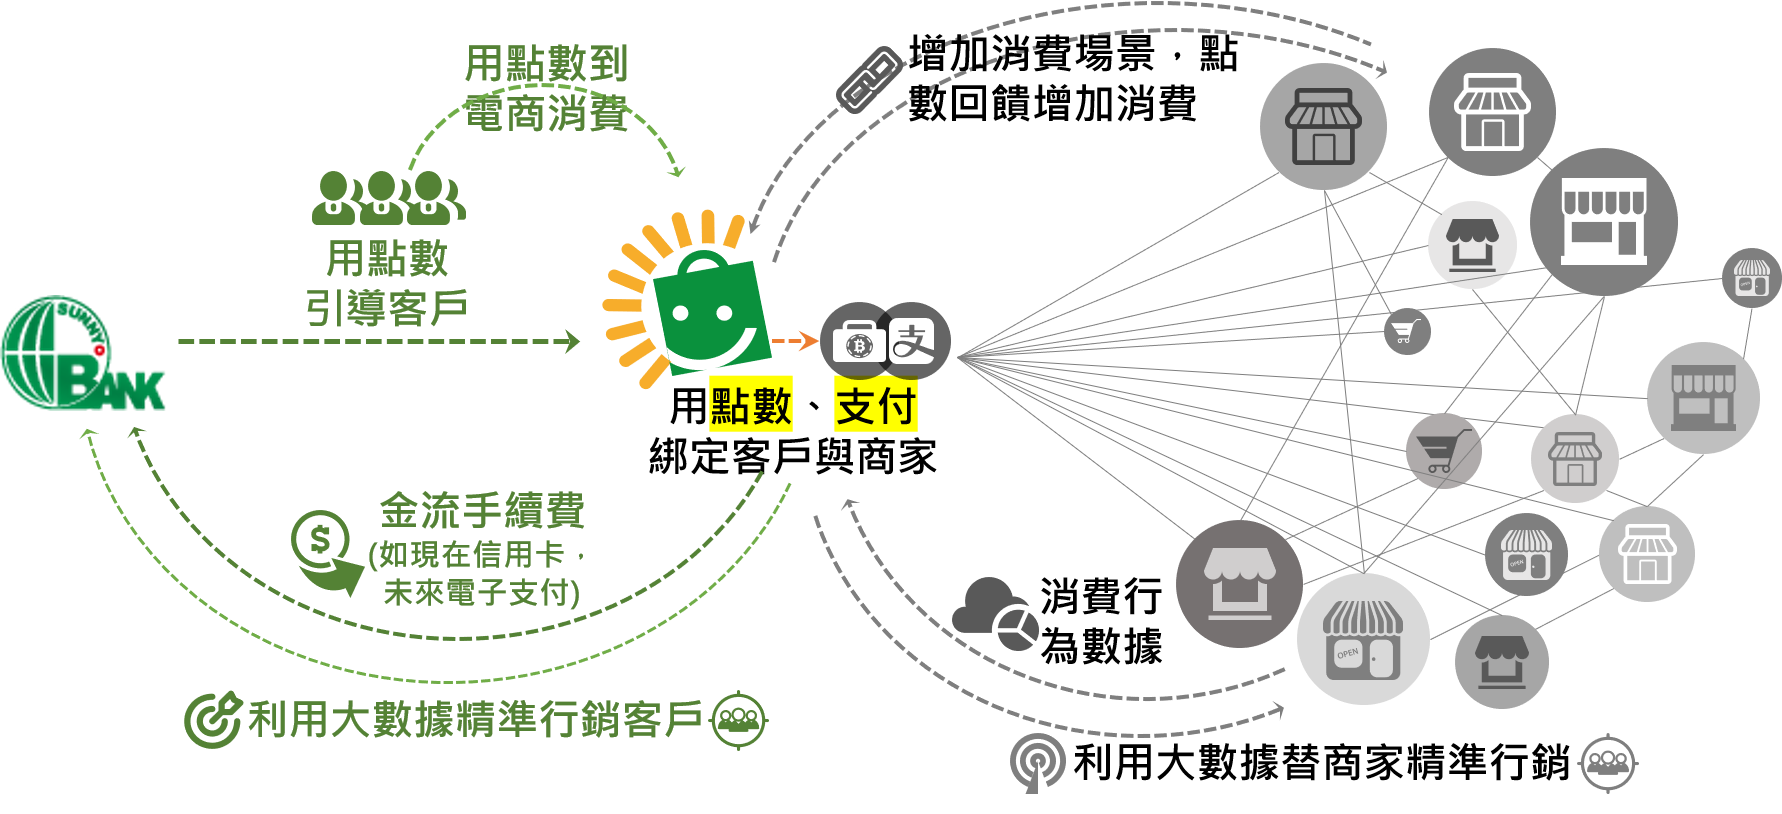 用點數到
電商消費
增加消費場景，點
數回饋增加消費
用點數
引導客戶
SUNNY
BANK
用點數、支付
綁定客戶與商家
金流手續費
(如現在信用卡，
未來電子支付)
消費行
為數據
利用大數據精準行銷客戶
利用大數據替商家精準行銷
支
OPEN
OPEN
OPEN